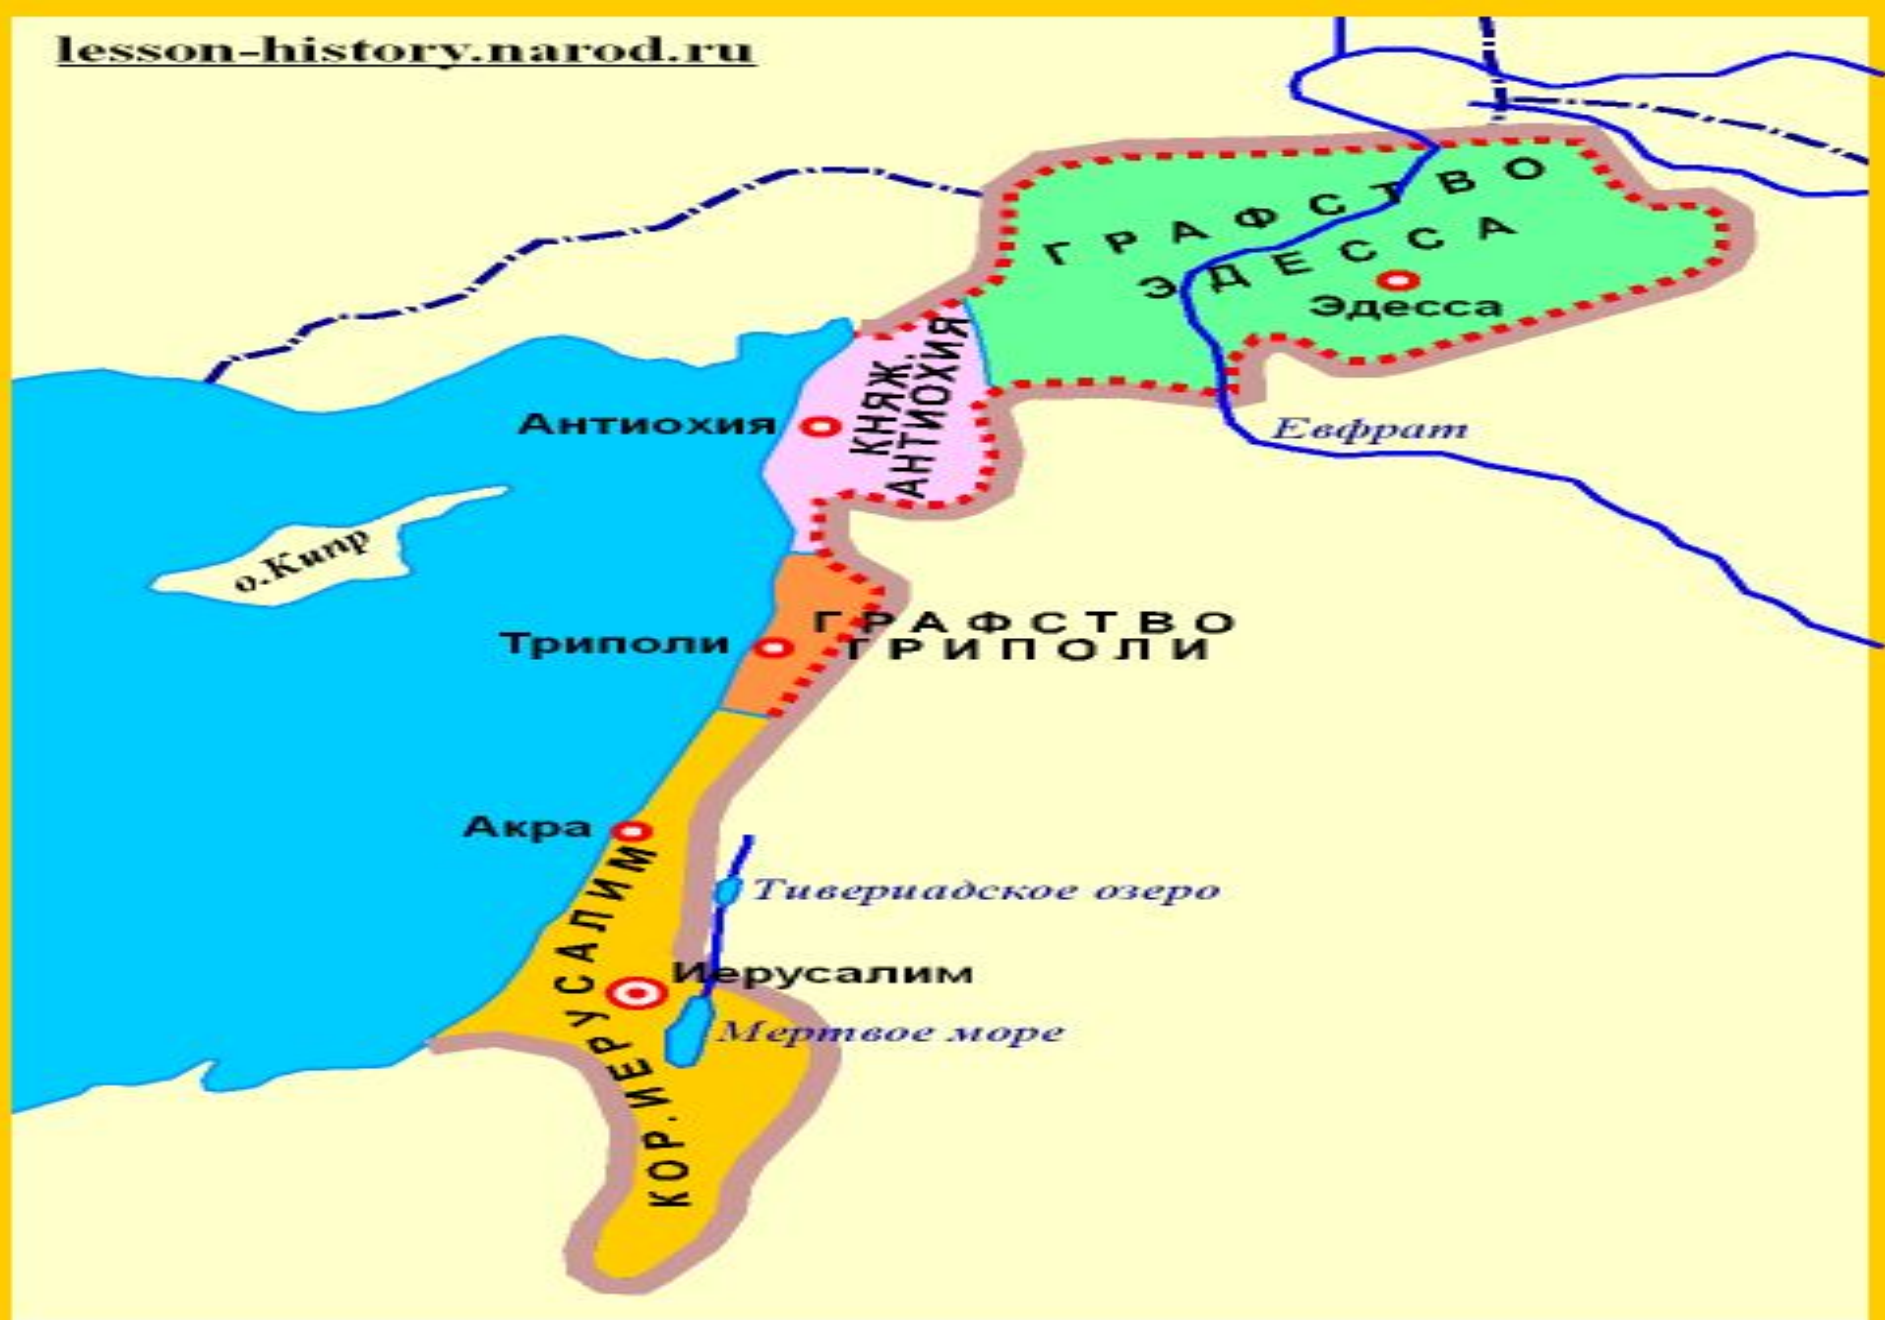 lesson-history.narod.ru
ГРАФСТВО
ЭДЕССА
Эдесса
КНЯЖ.
АНТИОХИЯ
Антиохия
Евфрат
о.Кипр
ГРАФСТВО
ТРИПОЛИ
Триполи
Акра
Тивериадское озеро
КОР.ИЕРУСАЛИМ
Иерусалим
Мертвое море